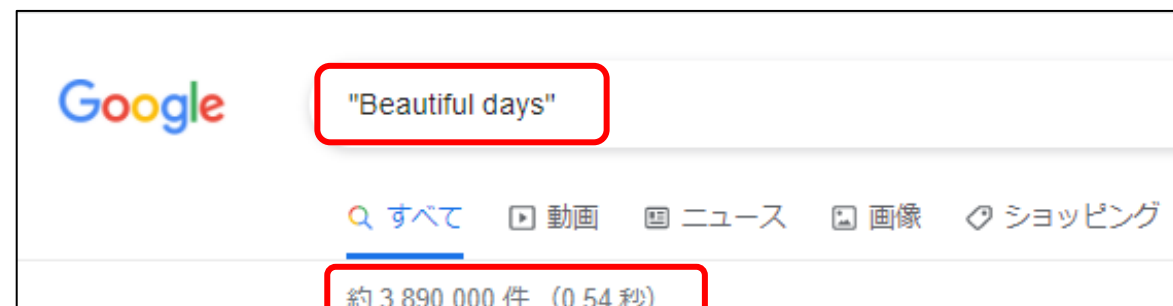 Google
"Beautiful days"
すべて 動画 ニュース 画像 ショッピング
約 3,890,000 件 （0.54 秒）